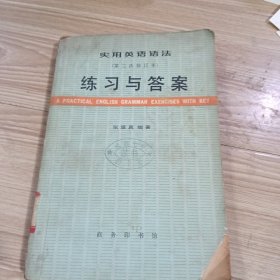 实用英语语法
(第二次修订本)
练习与答案
A PRACTICAL ENGLISH GRAMMAR EXERCISES WITH KEY
张道真 编著
商务印书馆